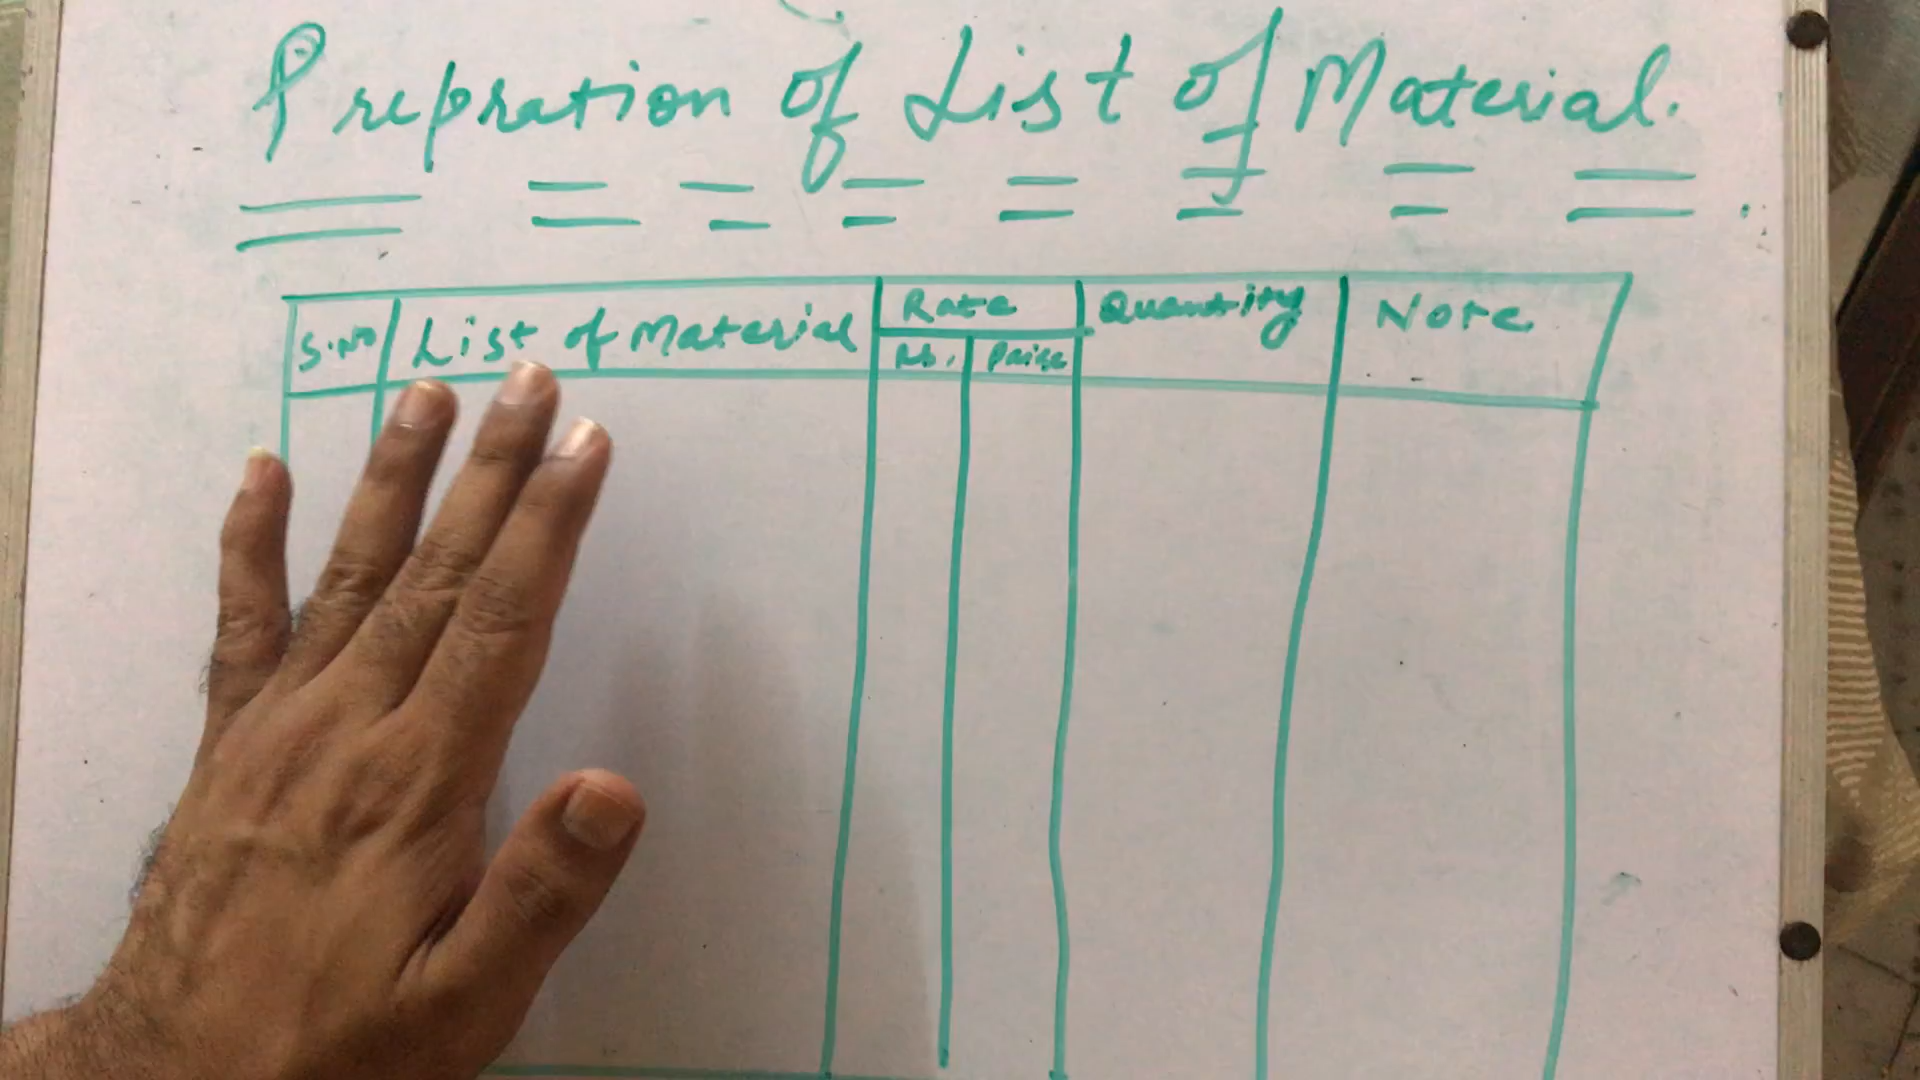 Prepration of List of Material.
S.No List of Material Rate Quantity Note
Rs. Paise